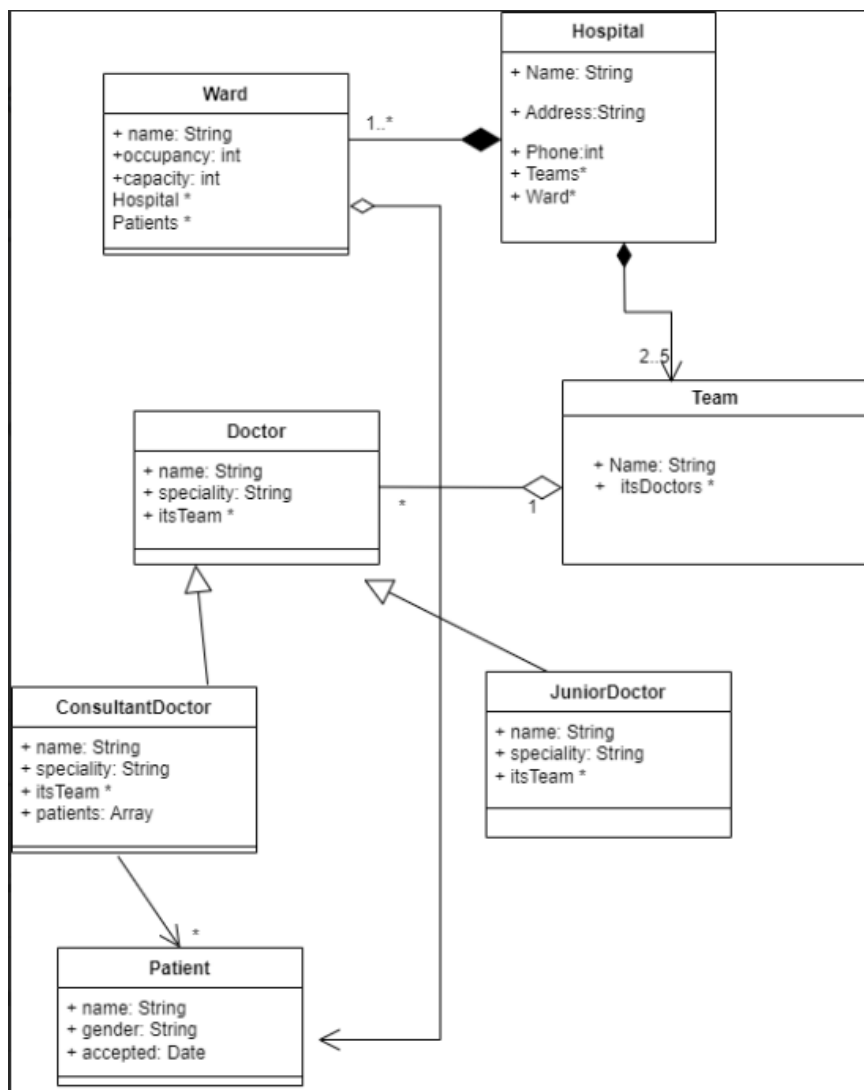 Hospital
+ Name: String
+ Address:String
+ Phone:int
+ Teams*
+ Ward*
Ward
+ name: String
+occupancy: int
+capacity: int
Hospital *
Patients *
1..*
2..5
Team
+ Name: String
+ itsDoctors *
Doctor
+ name: String
+ speciality: String
+ itsTeam *
*
1
ConsultantDoctor
+ name: String
+ speciality: String
+ itsTeam *
+ patients: Array
JuniorDoctor
+ name: String
+ speciality: String
+ itsTeam *
*
Patient
+ name: String
+ gender: String
+ accepted: Date